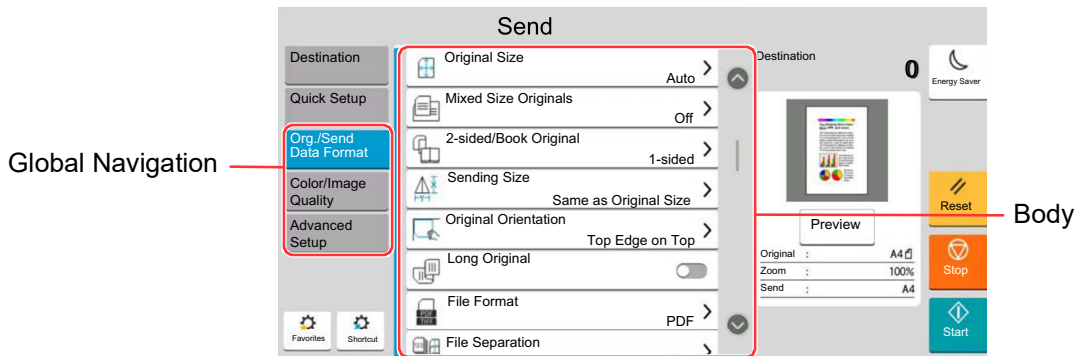 Send
Global Navigation
Destination
Quick Setup
Org./Send
Data Format
Color/Image
Quality
Advanced
Setup
Favorites
Shortcut
Original Size
Auto
Mixed Size Originals
Off
2-sided/Book Original
1-sided
Sending Size
Same as Original Size
Original Orientation
Top Edge on Top
Long Original
File Format
PDF
File Separation
Destination
0
Preview
Original : A4
Zoom : 100%
Send : A4
Energy Saver
Reset
Stop
Start
Body